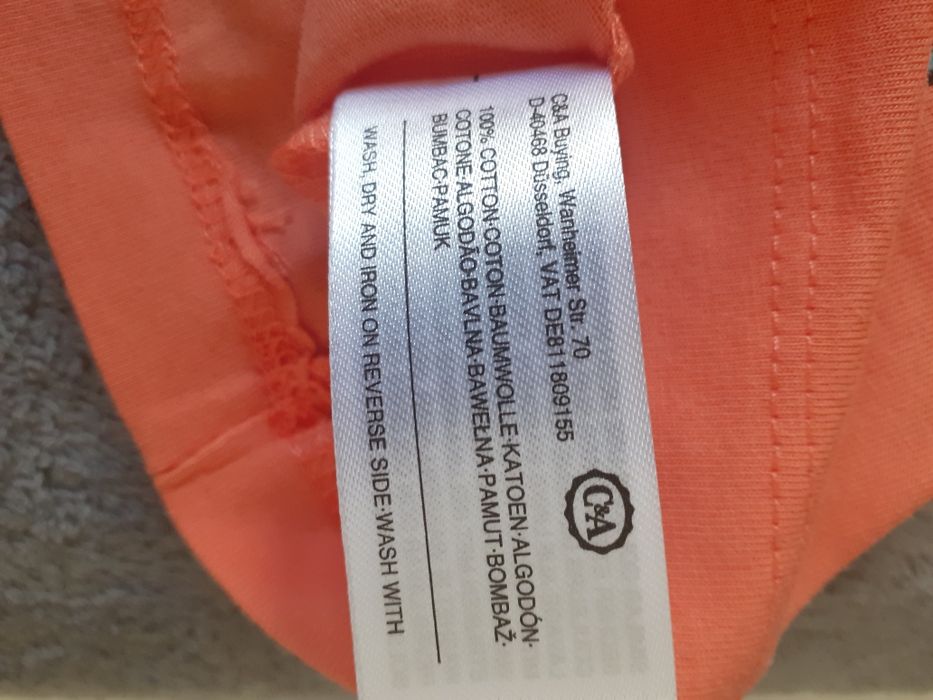 C&A Buying, Wanheimer Str. 70
D-40468 Düsseldorf, VAT DE811809155
C&A
100% COTTON·COTON·BAUMWOLLE·KATOEN·ALGODÓN·
COTONE·ALGODÃO·BAVLNA·BAWEŁNA·PAMUT·BOMBAŽ·
BUMBAC·PAMUK
WASH, DRY AND IRON ON REVERSE SIDE·WASH WITH